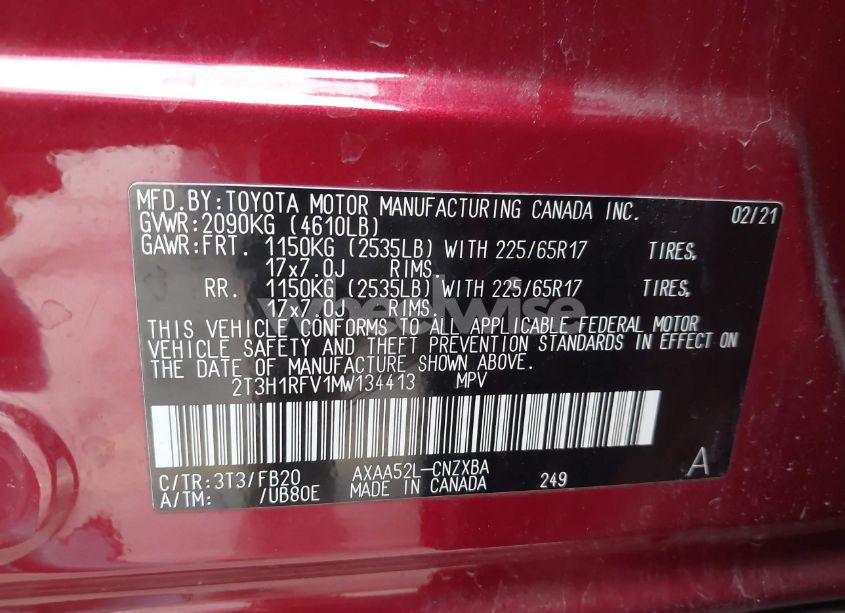 MFD.BY:TOYOTA MOTOR MANUFACTURING CANADA INC. 02/21
GVWR:2090KG (4610LB)
GAWR:FRT. 1150KG (2535LB) WITH 225/65R17 TIRES,
17x7.0J RIMS.
RR. 1150KG (2535LB) WITH 225/65R17 TIRES,
17x7.0J RIMS.
THIS VEHICLE CONFORMS TO ALL APPLICABLE FEDERAL MOTOR
VEHICLE SAFETY AND THEFT PREVENTION STANDARDS IN EFFECT ON
THE DATE OF MANUFACTURE SHOWN ABOVE.
2T3H1RFV1MW134413 MPV
C/TR:3T3/FB20 AXAA52L-CNZXBA
A/TM: /UB80E MADE IN CANADA 249 A